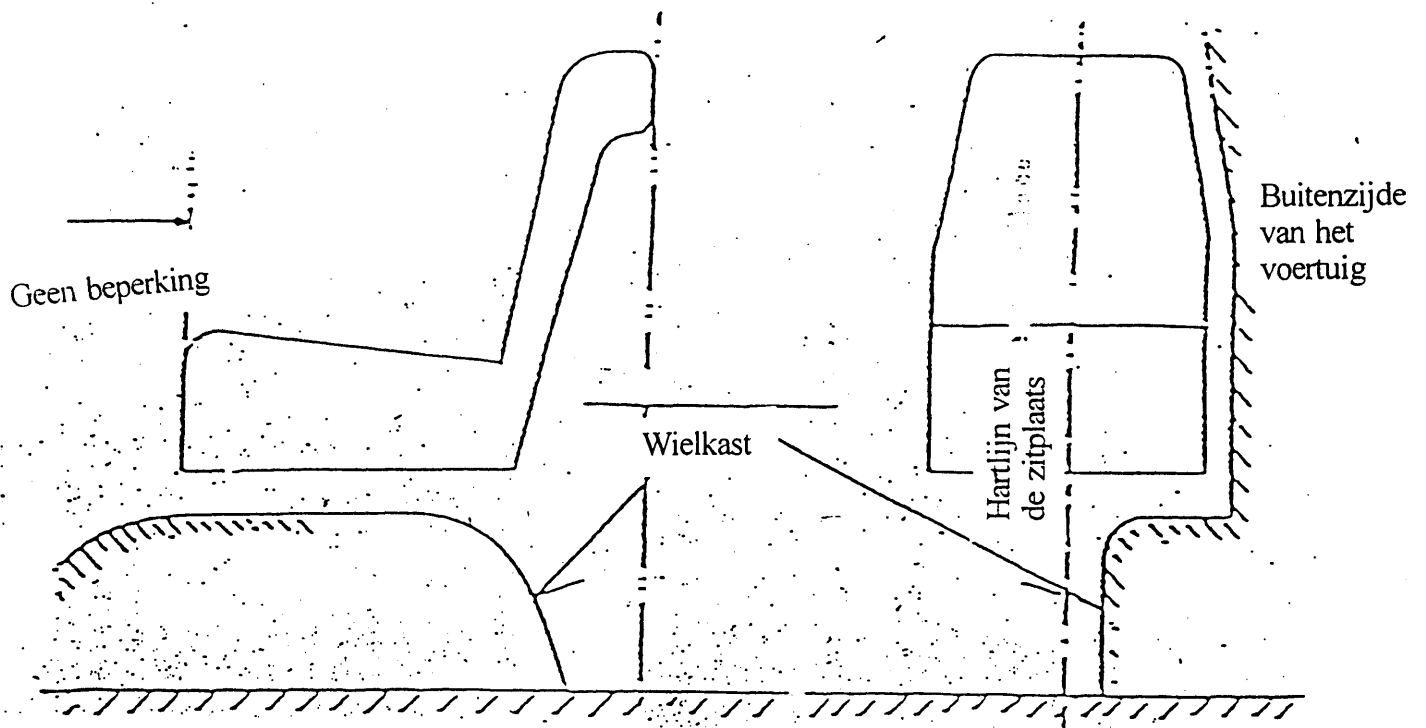 Geen beperking
Wielkast
Hartlijn van
de zitplaats
Buitenzijde
van het
voertuig